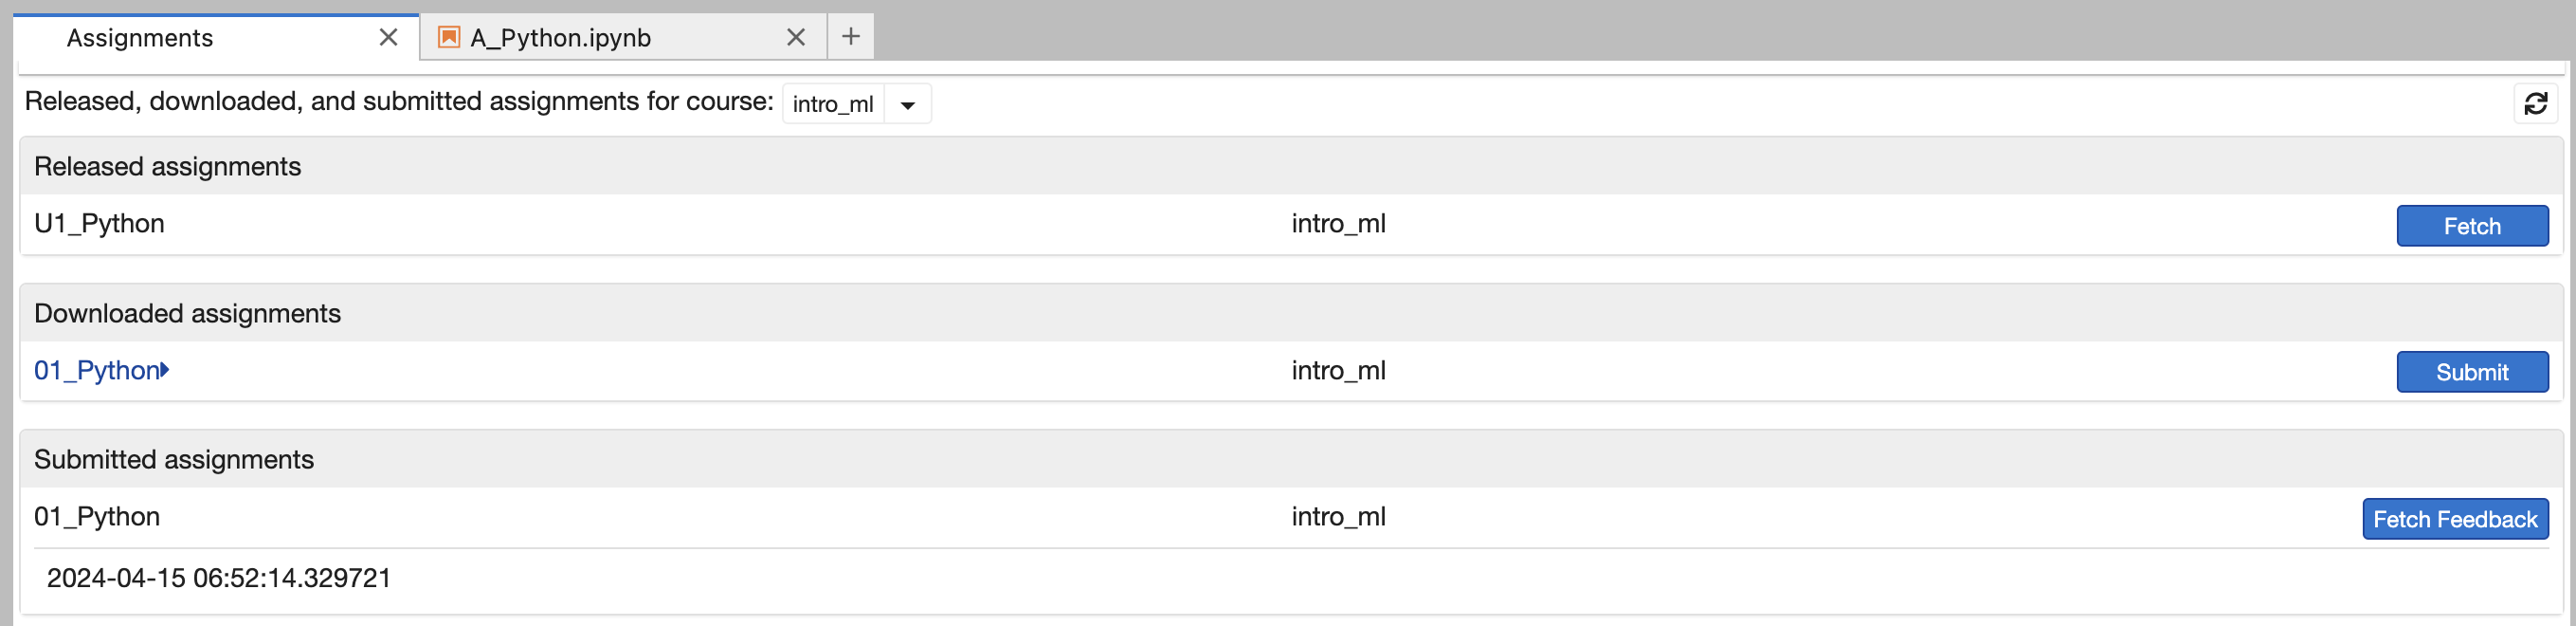 Assignments
A_Python.ipynb
Released, downloaded, and submitted assignments for course: intro_ml
Released assignments
U1_Python intro_ml Fetch
Downloaded assignments
01_Python intro_ml Submit
Submitted assignments
01_Python intro_ml Fetch Feedback
2024-04-15 06:52:14.329721